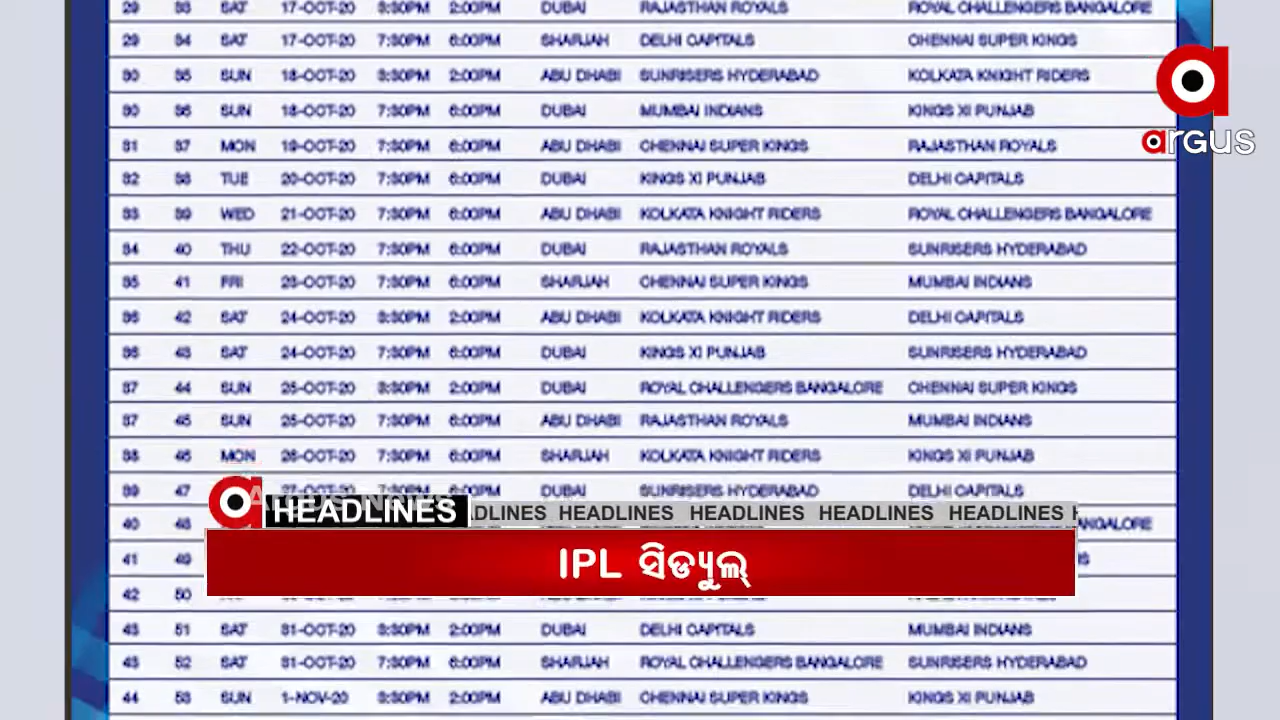 29 33 SAT 17-OCT-20 3:30PM 2:00PM DUBAI RAJASTHAN ROYALS ROYAL CHALLENGERS BANGALORE
29 34 SAT 17-OCT-20 7:30PM 6:00PM SHARJAH DELHI CAPITALS CHENNAI SUPER KINGS
30 35 SUN 18-OCT-20 3:30PM 2:00PM ABU DHABI SUNRISERS HYDERABAD KOLKATA KNIGHT RIDERS
30 36 SUN 18-OCT-20 7:30PM 6:00PM DUBAI MUMBAI INDIANS KINGS XI PUNJAB
31 37 MON 19-OCT-20 7:30PM 6:00PM ABU DHABI CHENNAI SUPER KINGS RAJASTHAN ROYALS
32 38 TUE 20-OCT-20 7:30PM 6:00PM DUBAI KINGS XI PUNJAB DELHI CAPITALS
33 39 WED 21-OCT-20 7:30PM 6:00PM ABU DHABI KOLKATA KNIGHT RIDERS ROYAL CHALLENGERS BANGALORE
34 40 THU 22-OCT-20 7:30PM 6:00PM DUBAI RAJASTHAN ROYALS SUNRISERS HYDERABAD
35 41 FRI 23-OCT-20 7:30PM 6:00PM SHARJAH CHENNAI SUPER KINGS MUMBAI INDIANS
36 42 SAT 24-OCT-20 3:30PM 2:00PM ABU DHABI KOLKATA KNIGHT RIDERS DELHI CAPITALS
36 43 SAT 24-OCT-20 7:30PM 6:00PM DUBAI KINGS XI PUNJAB SUNRISERS HYDERABAD
37 44 SUN 25-OCT-20 3:30PM 2:00PM DUBAI ROYAL CHALLENGERS BANGALORE CHENNAI SUPER KINGS
37 45 SUN 25-OCT-20 7:30PM 6:00PM ABU DHABI RAJASTHAN ROYALS MUMBAI INDIANS
38 46 MON 26-OCT-20 7:30PM 6:00PM SHARJAH KOLKATA KNIGHT RIDERS KINGS XI PUNJAB
39 47 27-OCT-20 7:30PM 6:00PM DUBAI SUNRISERS HYDERABAD DELHI CAPITALS
40 48 BANGALORE
41 49
42 50
43 51 SAT 31-OCT-20 3:30PM 2:00PM DUBAI DELHI CAPITALS MUMBAI INDIANS
43 52 SAT 31-OCT-20 7:30PM 6:00PM SHARJAH ROYAL CHALLENGERS BANGALORE SUNRISERS HYDERABAD
44 53 SUN 1-NOV-20 3:30PM 2:00PM ABU DHABI CHENNAI SUPER KINGS KINGS XI PUNJAB
argus
HEADLINES HEADLINES HEADLINES HEADLINES HEADLINES
IPL ସିଡ୍ୟୁଲ୍